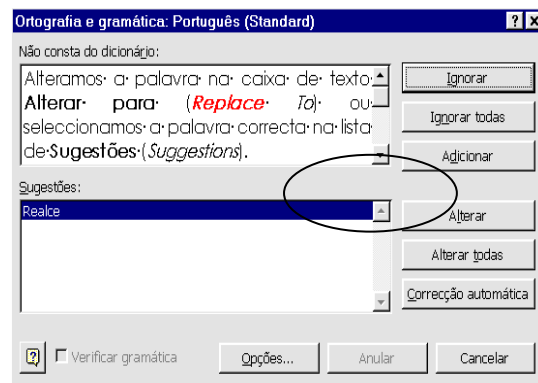 Ortografia e gramática: Português (Standard)
Não consta do dicionário:
Alteramos a palavra na caixa de texto
Alterar para (Replace To) ou
seleccionamos a palavra correcta na lista
de Sugestões (Suggestions).
Ignorar
Ignorar todas
Adicionar
Sugestões:
Realce
Alterar
Alterar todas
Correcção automática
Verificar gramática
Opções...
Anular
Cancelar